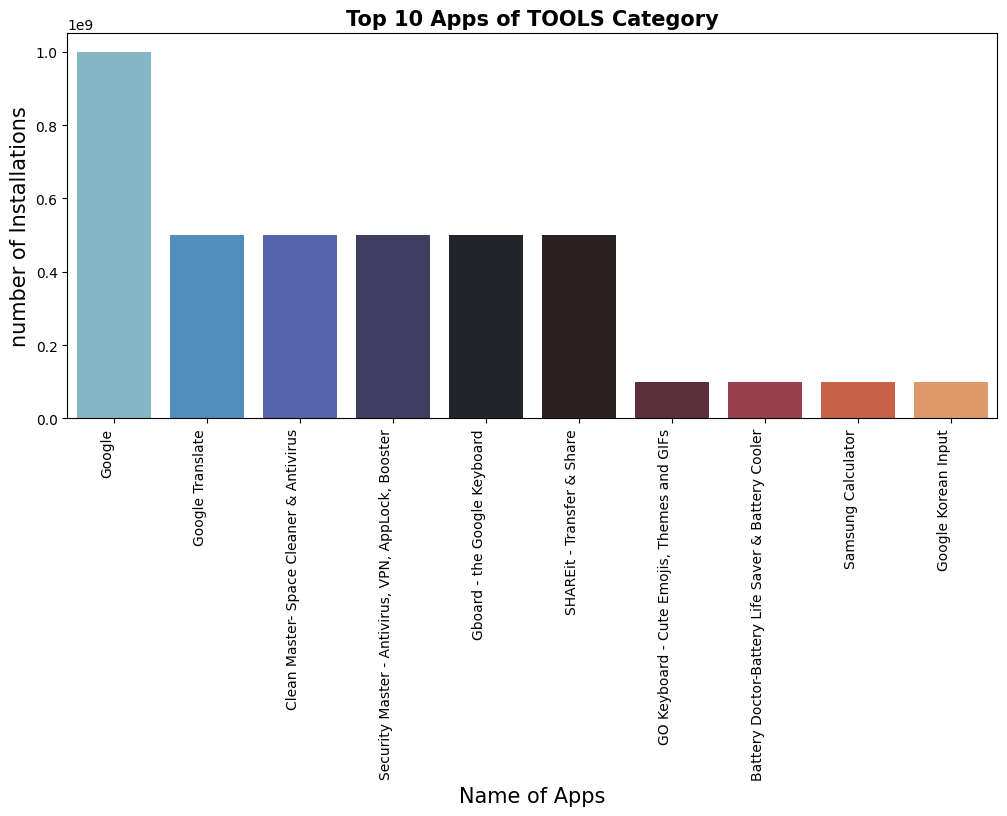 Top 10 Apps of TOOLS Category
1e9
1.0
0.8
0.6
0.4
0.2
0.0
number of Installations
Google
Google Translate
Clean Master- Space Cleaner & Antivirus
Security Master - Antivirus, VPN, AppLock, Booster
Gboard - the Google Keyboard
SHAREit - Transfer & Share
GO Keyboard - Cute Emojis, Themes and GIFs
Battery Doctor-Battery Life Saver & Battery Cooler
Samsung Calculator
Google Korean Input
Name of Apps